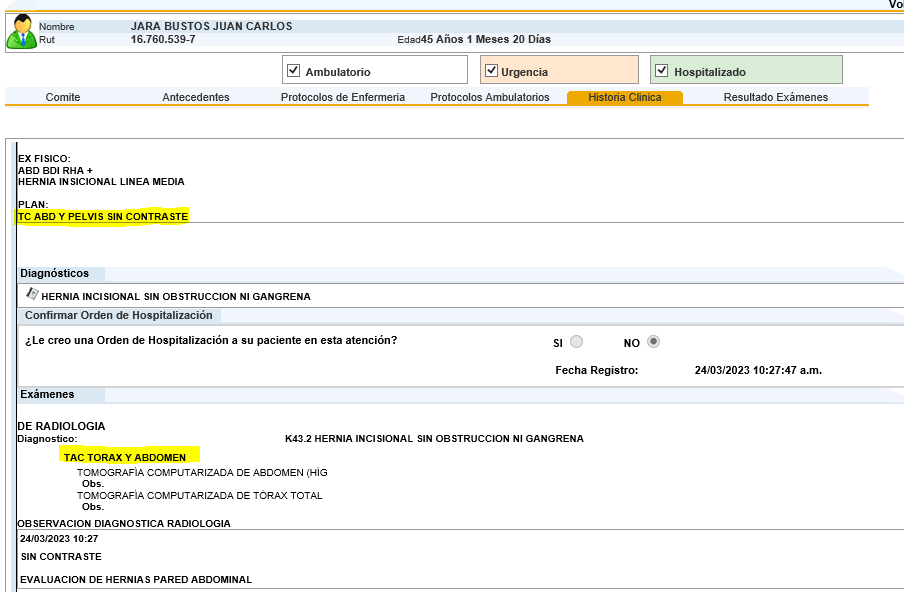 Vo
Nombre JARA BUSTOS JUAN CARLOS
Rut 16.760.539-7 Edad45 Años 1 Meses 20 Días
Ambulatorio Urgencia Hospitalizado
Comite Antecedentes Protocolos de Enfermeria Protocolos Ambulatorios Historia Clinica Resultado Exámenes
EX FISICO:
ABD BDI RHA +
HERNIA INSICIONAL LINEA MEDIA
PLAN:
TC ABD Y PELVIS SIN CONTRASTE
Diagnósticos
HERNIA INCISIONAL SIN OBSTRUCCION NI GANGRENA
Confirmar Orden de Hospitalización
¿Le creo una Orden de Hospitalización a su paciente en esta atención? SI NO
Fecha Registro: 24/03/2023 10:27:47 a.m.
Exámenes
DE RADIOLOGIA
Diagnostico: K43.2 HERNIA INCISIONAL SIN OBSTRUCCION NI GANGRENA
TAC TORAX Y ABDOMEN
TOMOGRAFÍA COMPUTARIZADA DE ABDOMEN (HÍG
Obs.
TOMOGRAFÍA COMPUTARIZADA DE TÓRAX TOTAL
Obs.
OBSERVACION DIAGNOSTICA RADIOLOGIA
24/03/2023 10:27
SIN CONTRASTE
EVALUACION DE HERNIAS PARED ABDOMINAL